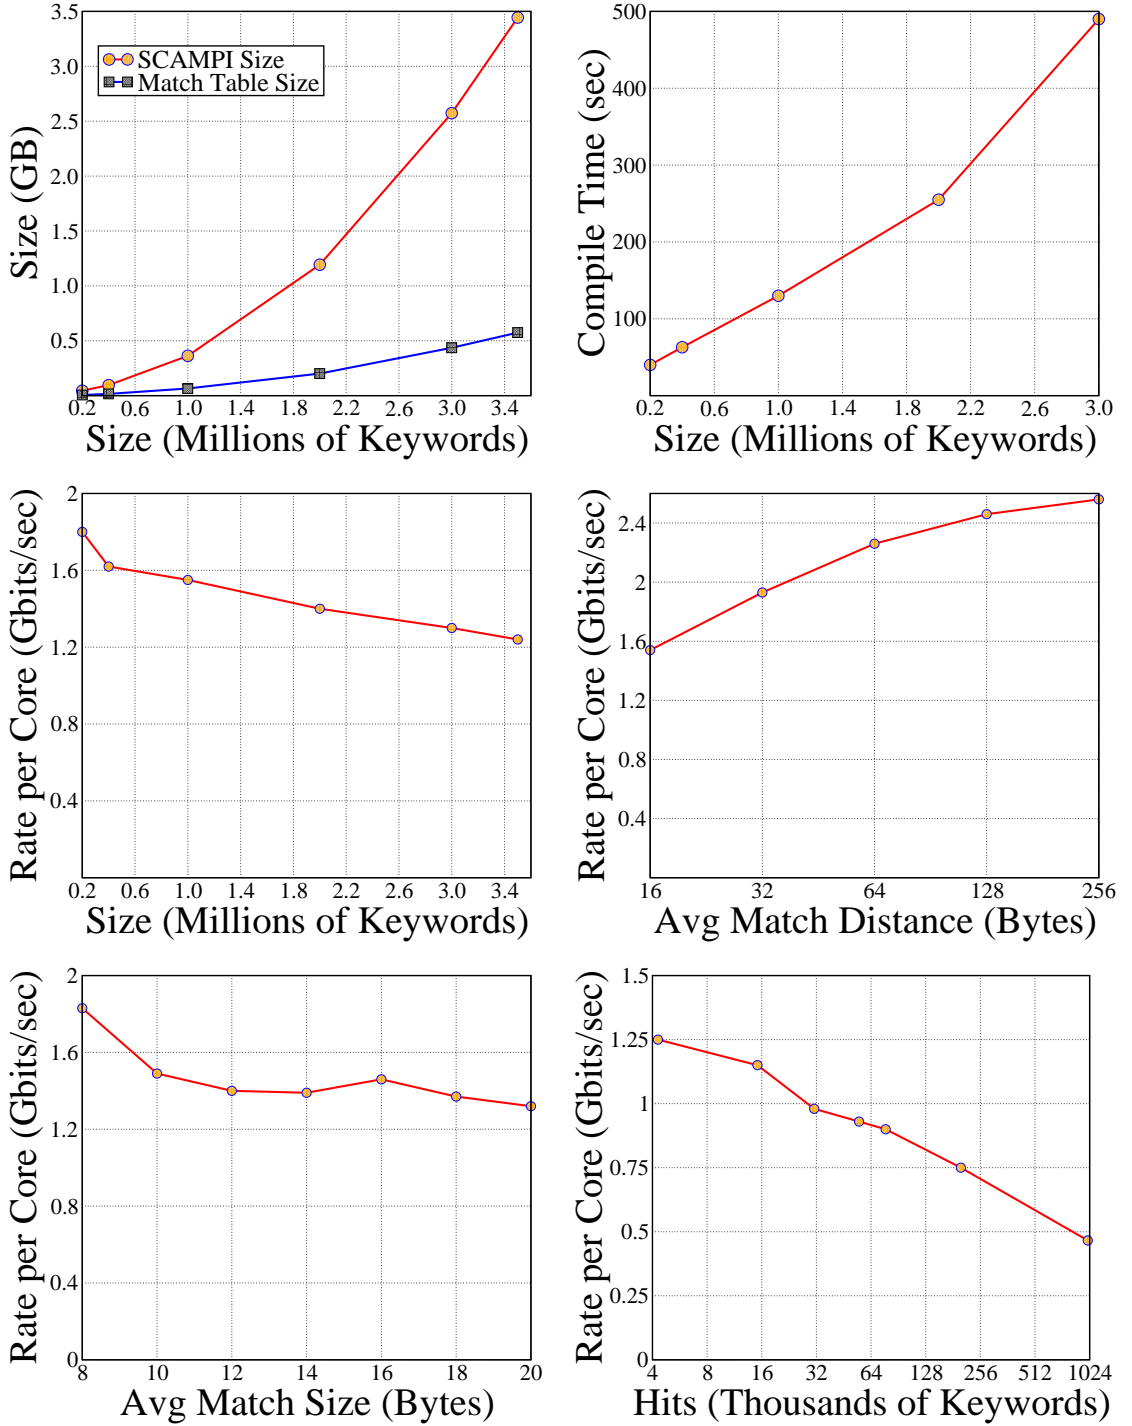 Size (GB)
3.5
3.0
2.5
2.0
1.5
1.0
0.5
SCAMPI Size
Match Table Size
0.2 0.6 1.0 1.4 1.8 2.2 2.6 3.0 3.4
Size (Millions of Keywords)
Compile Time (sec)
500
400
300
200
100
0.2 0.6 1.0 1.4 1.8 2.2 2.6 3.0
Size (Millions of Keywords)
Rate per Core (Gbits/sec)
2
1.6
1.2
0.8
0.4
0.2 0.6 1.0 1.4 1.8 2.2 2.6 3.0 3.4
Size (Millions of Keywords)
Rate per Core (Gbits/sec)
2.4
2
1.6
1.2
0.8
0.4
16 32 64 128 256
Avg Match Distance (Bytes)
Rate per Core (Gbits/sec)
2
1.6
1.2
0.8
0.4
0
8 10 12 14 16 18 20
Avg Match Size (Bytes)
Rate per Core (Gbits/sec)
1.5
1.25
1
0.75
0.5
0.25
0
4 8 16 32 64 128 256 512 1024
Hits (Thousands of Keywords)